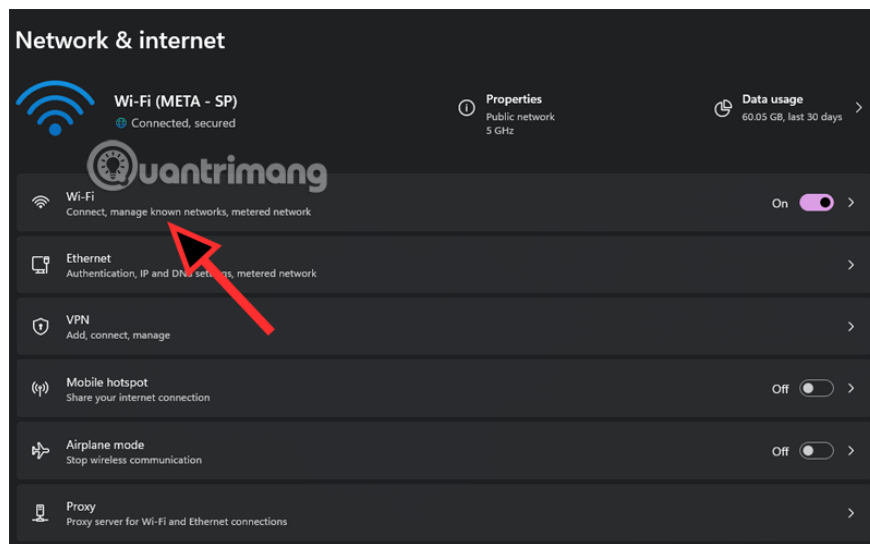 Network & internet
Wi-Fi (META - SP)
Connected, secured
Properties
Public network
5 GHz
Data usage
60.05 GB, last 30 days
Quantrimang
Wi-Fi
Connect, manage known networks, metered network
On
Ethernet
Authentication, IP and DNS settings, metered network
VPN
Add, connect, manage
Mobile hotspot
Share your internet connection
Off
Airplane mode
Stop wireless communication
Off
Proxy
Proxy server for Wi-Fi and Ethernet connections